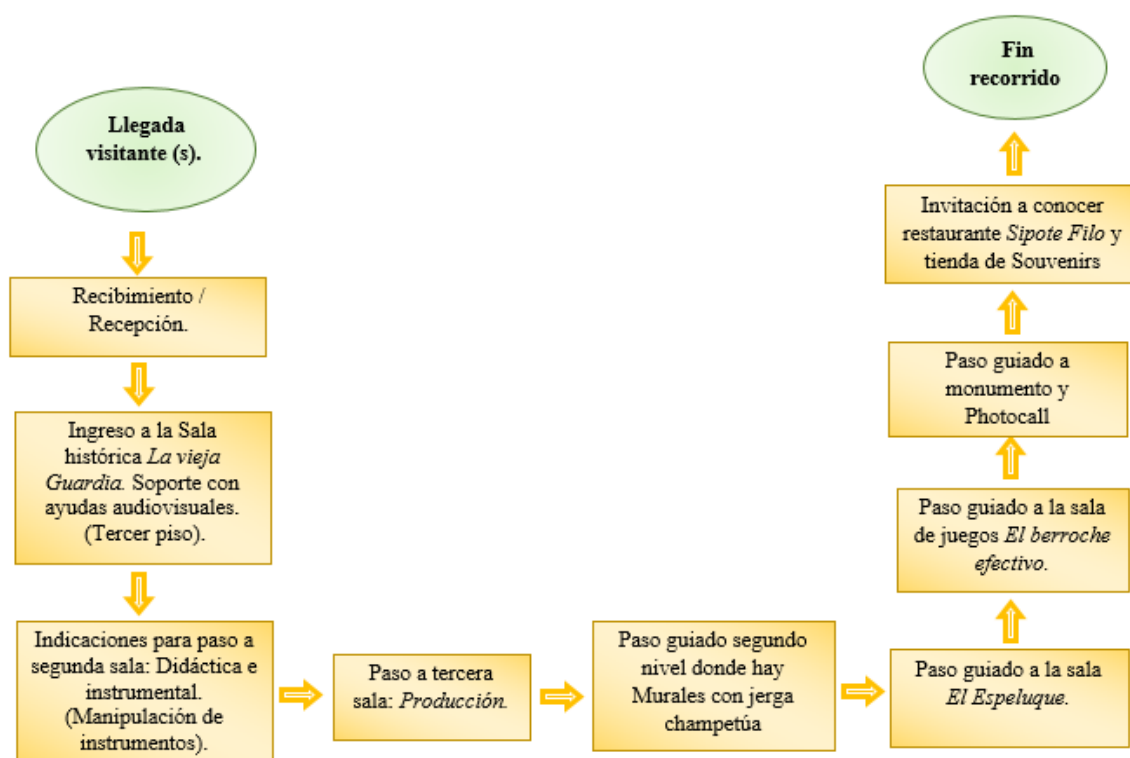 Llegada
visitante (s).
Recibimiento /
Recepción.
Ingreso a la Sala
histórica La vieja
Guardia. Soporte con
ayudas audiovisuales.
(Tercer piso).
Indicaciones para paso a
segunda sala: Didáctica e
instrumental.
(Manipulación de
instrumentos).
Paso a tercera
sala: Producción.
Paso guiado segundo
nivel donde hay
Murales con jerga
champetúa
Paso guiado a la sala
El Espeluque.
Paso guiado a la sala
de juegos El berroche
efectivo.
Paso guiado a
monumento y
Photocall
Invitación a conocer
restaurante Sipote Filo y
tienda de Souvenirs
Fin
recorrido